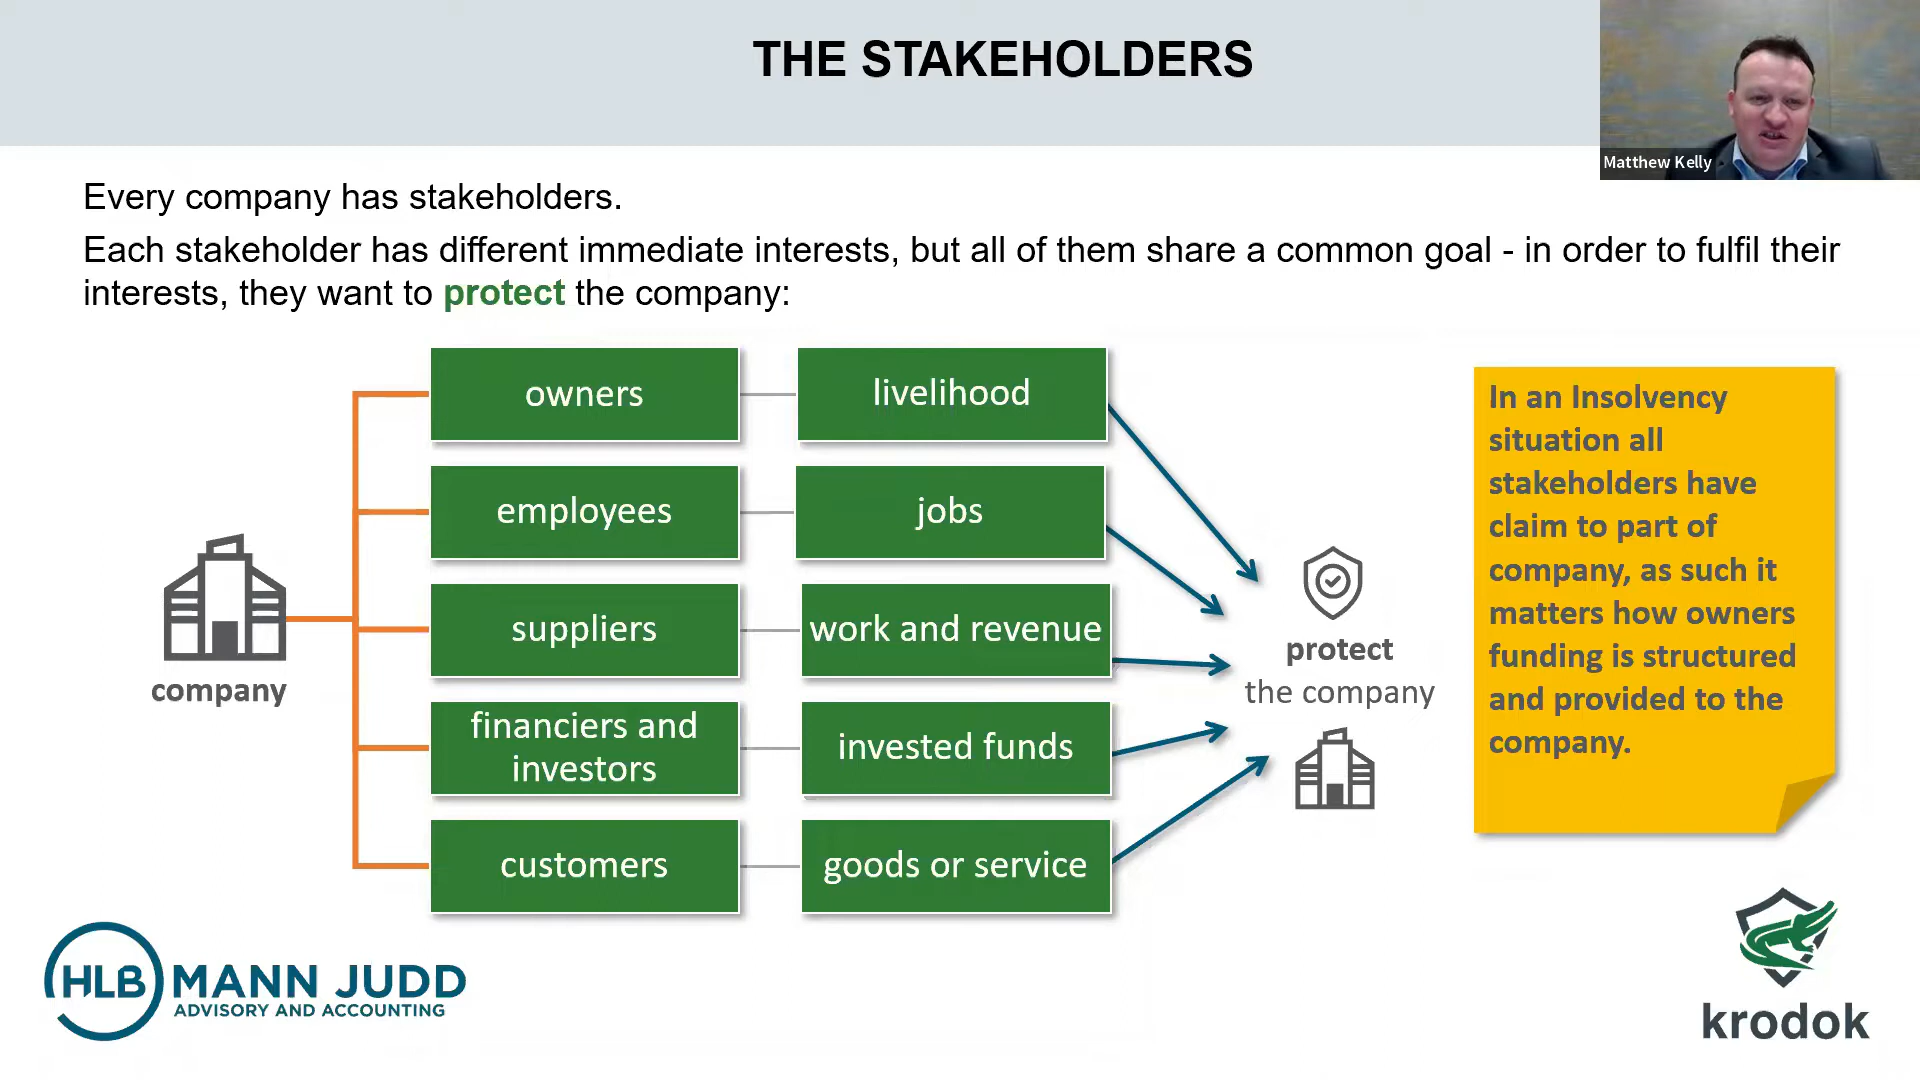 THE STAKEHOLDERS
Matthew Kelly
Every company has stakeholders.
Each stakeholder has different immediate interests, but all of them share a common goal - in order to fulfil their
interests, they want to protect the company:
owners
livelihood
employees
jobs
suppliers
work and revenue
financiers and
investors
invested funds
customers
goods or service
company
protect
the company
In an Insolvency
situation all
stakeholders have
claim to part of
company, as such it
matters how owners
funding is structured
and provided to the
company.
HLB MANN JUDD
ADVISORY AND ACCOUNTING
krodok